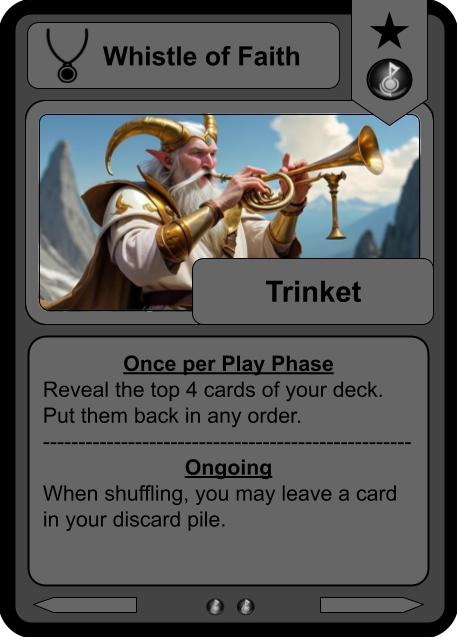 Whistle of Faith
Trinket
Once per Play Phase
Reveal the top 4 cards of your deck.
Put them back in any order.
Ongoing
When shuffling, you may leave a card
in your discard pile.